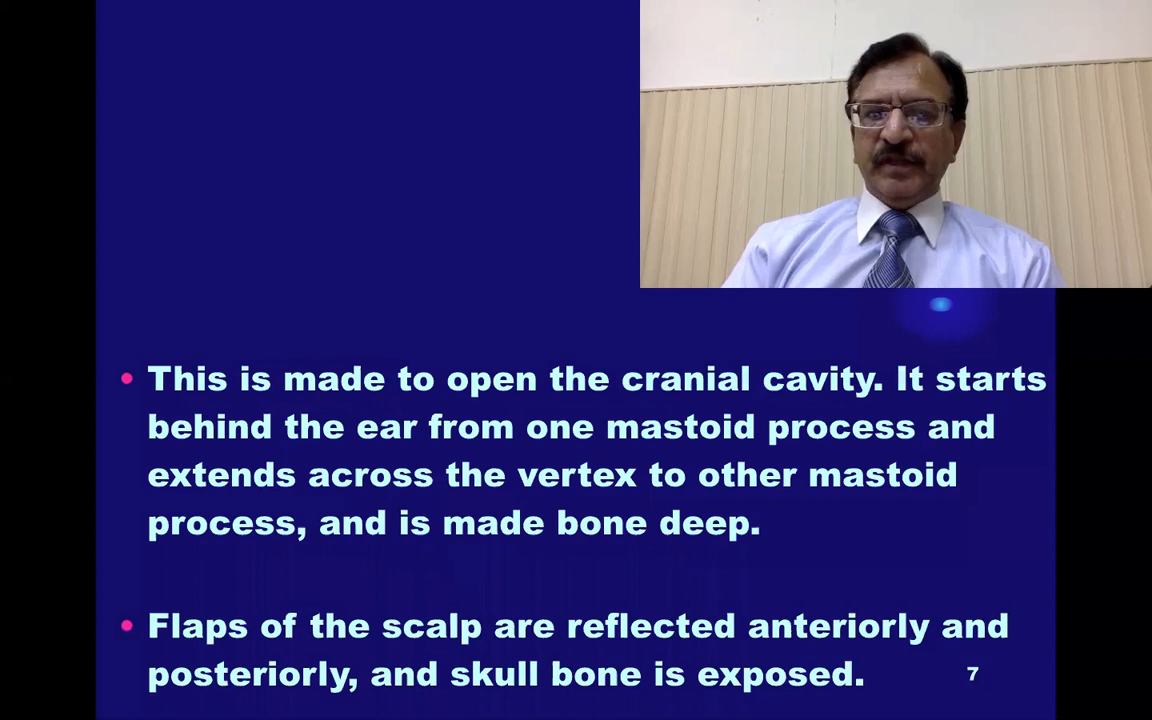 • This is made to open the cranial cavity. It starts
behind the ear from one mastoid process and
extends across the vertex to other mastoid
process, and is made bone deep.
• Flaps of the scalp are reflected anteriorly and
posteriorly, and skull bone is exposed.
7